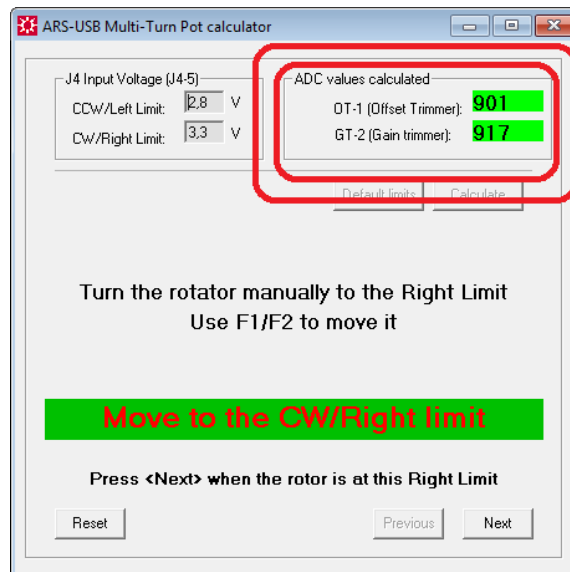 ARS-USB Multi-Turn Pot calculator
J4 Input Voltage (J4-5)
CCW/Left Limit: 2,8 V
CW/Right Limit: 3,3 V
ADC values calculated
OT-1 (Offset Trimmer): 901
GT-2 (Gain trimmer): 917
Default limits Calculate
Turn the rotator manually to the Right Limit
Use F1/F2 to move it
Move to the CW/Right limit
Press <Next> when the rotor is at this Right Limit
Reset Previous Next